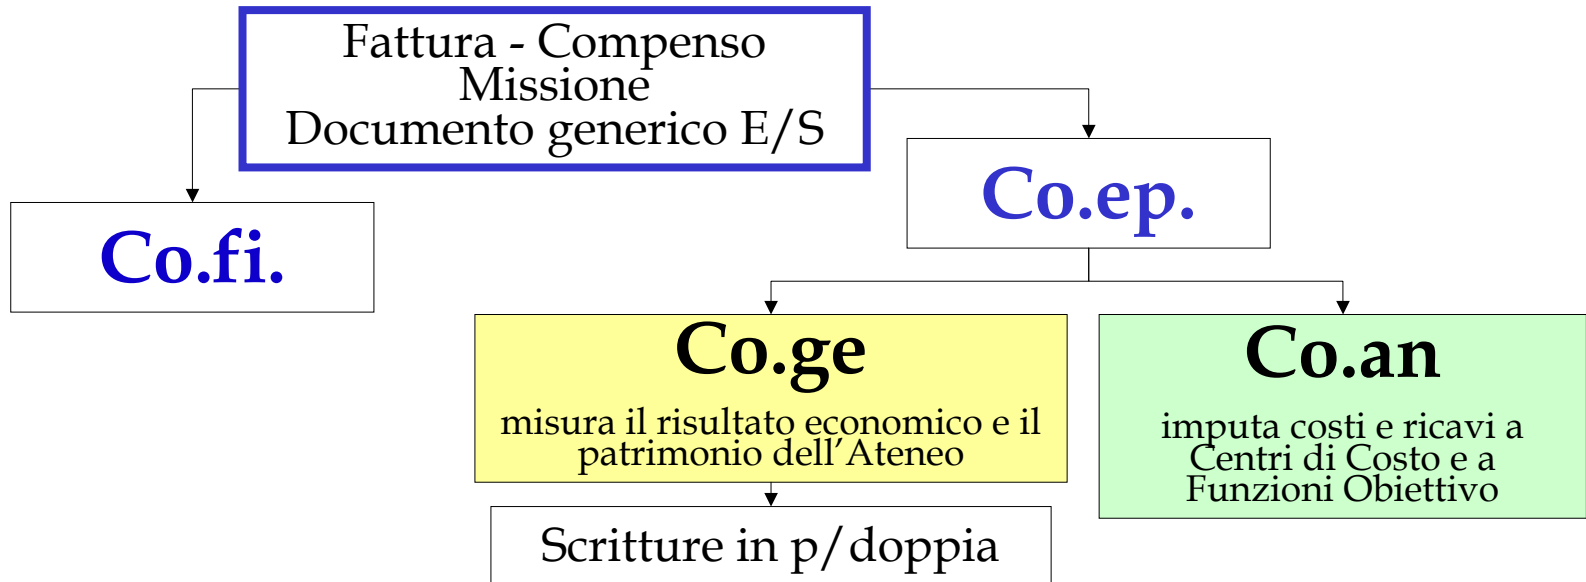 Fattura - Compenso
Missione
Documento generico E/S
Co.ep.
Co.fi.
Co.ge
misura il risultato economico e il
patrimonio dell’Ateneo
Co.an
imputa costi e ricavi a
Centri di Costo e a
Funzioni Obiettivo
Scritture in p/doppia